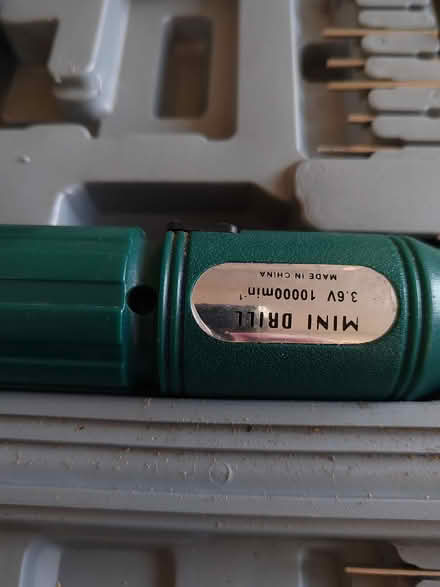 MINI DRILL
3.6V 10000min⁻¹
MADE IN CHINA